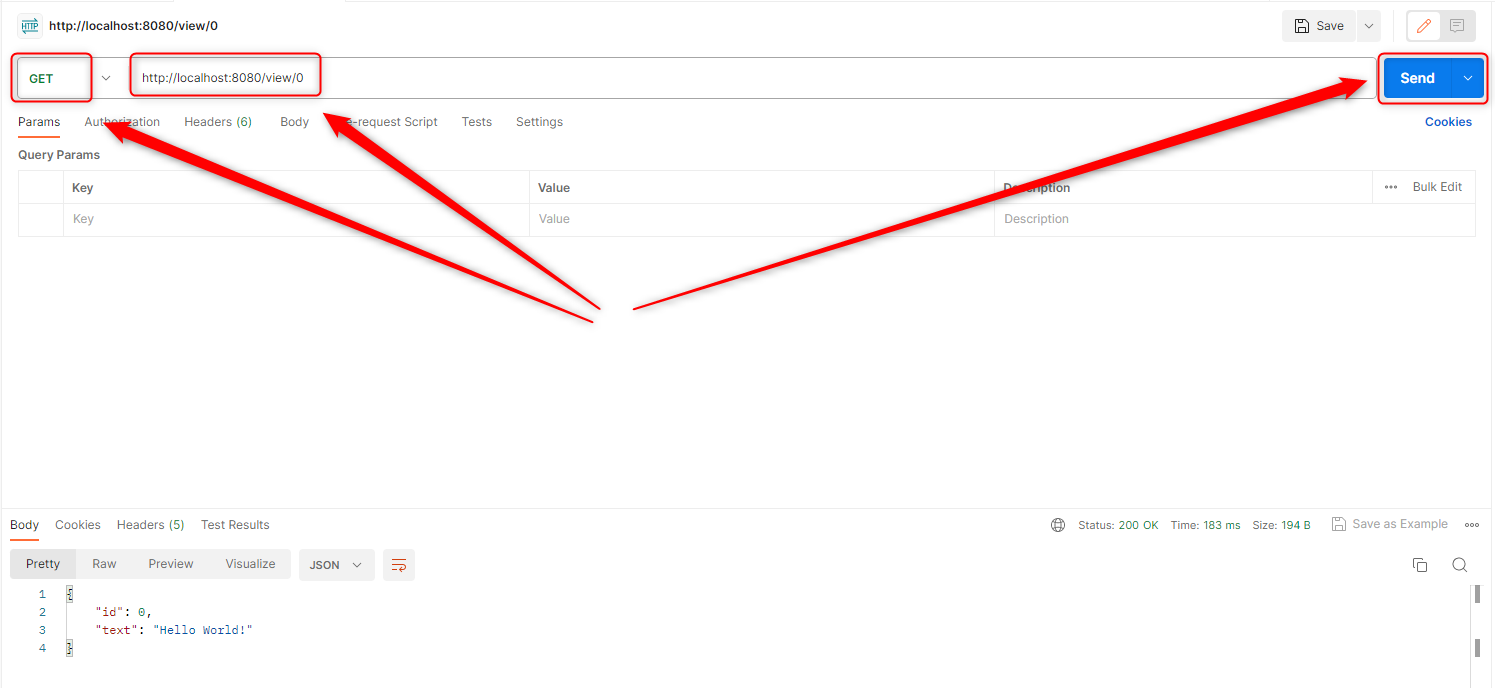 HTTP http://localhost:8080/view/0 Save
GET http://localhost:8080/view/0 Send
Params Authorization Headers (6) Body e-request Script Tests Settings Cookies
Query Params
Key Value Description Bulk Edit
Key Value Description
Body Cookies Headers (5) Test Results Status: 200 OK Time: 183 ms Size: 194 B Save as Example
Pretty Raw Preview Visualize JSON
1 {
2 "id": 0,
3 "text": "Hello World!"
4 }